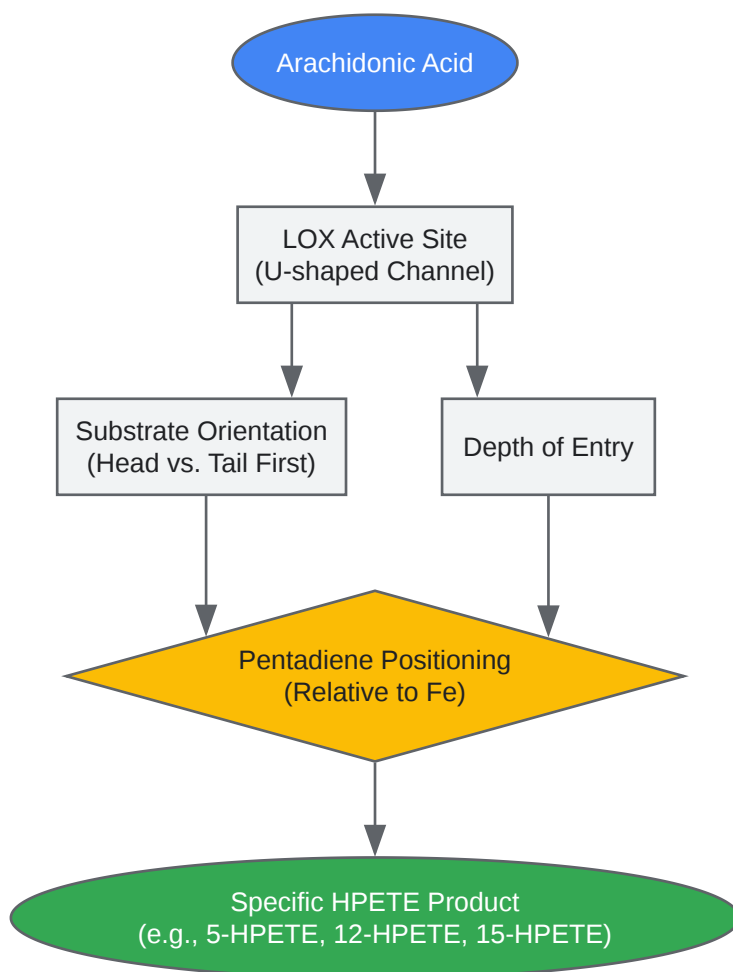 Arachidonic Acid
LOX Active Site
(U-shaped Channel)
Substrate Orientation
(Head vs. Tail First)
Depth of Entry
Pentadiene Positioning
(Relative to Fe)
Specific HPETE Product
(e.g., 5-HPETE, 12-HPETE, 15-HPETE)